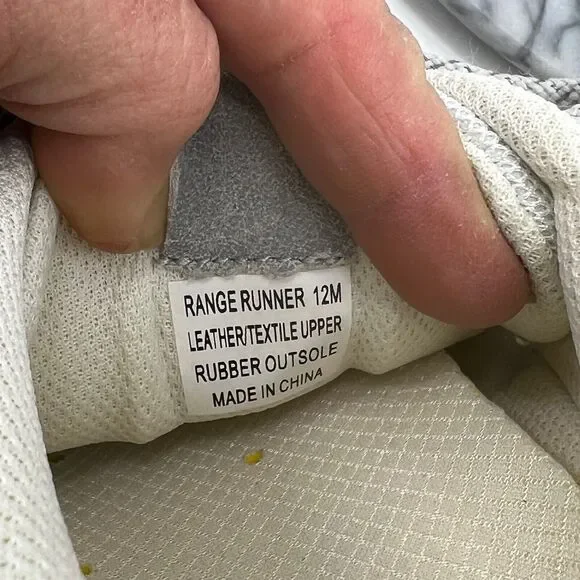 RANGE RUNNER 12M
LEATHER/TEXTILE UPPER
RUBBER OUTSOLE
MADE IN CHINA